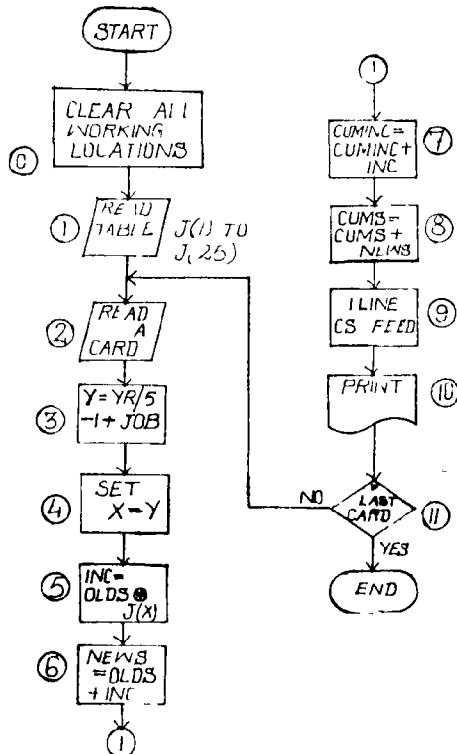 START
CLEAR ALL
WORKING
LOCATIONS
0
READ
TABLE
1
J(1) TO
J(25)
READ
A
CARD
2
Y=YR/5
-1+JOB
3
SET
X=Y
4
INC=
OLDS *
J(X)
5
NEWS
=OLDS
+INC
6
1
1
CUMINC=
CUMINC+
INC
7
CUMS=
CUMS+
NEWS
8
1 LINE
CS FEED
9
PRINT
10
LAST
CARD
11
NO
YES
END